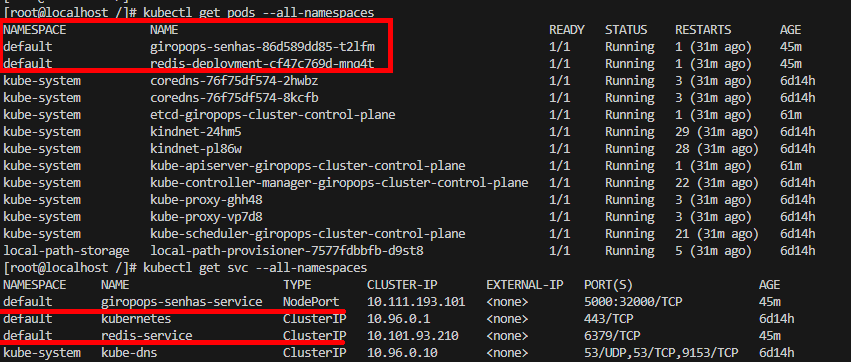 [root@localhost /]# kubectl get pods --all-namespaces
NAMESPACE NAME READY STATUS RESTARTS AGE
default giropops-senhas-86d589dd85-t2lfm 1/1 Running 1 (31m ago) 45m
default redis-deployment-cf47c769d-mnq4t 1/1 Running 1 (31m ago) 45m
kube-system coredns-76f75df574-2hwbz 1/1 Running 3 (31m ago) 6d14h
kube-system coredns-76f75df574-8kcfb 1/1 Running 3 (31m ago) 6d14h
kube-system etcd-giropops-cluster-control-plane 1/1 Running 1 (31m ago) 61m
kube-system kindnet-24hm5 1/1 Running 29 (31m ago) 6d14h
kube-system kindnet-pl86w 1/1 Running 28 (31m ago) 6d14h
kube-system kube-apiserver-giropops-cluster-control-plane 1/1 Running 1 (31m ago) 61m
kube-system kube-controller-manager-giropops-cluster-control-plane 1/1 Running 22 (31m ago) 6d14h
kube-system kube-proxy-ghh48 1/1 Running 3 (31m ago) 6d14h
kube-system kube-proxy-vp7d8 1/1 Running 3 (31m ago) 6d14h
kube-system kube-scheduler-giropops-cluster-control-plane 1/1 Running 21 (31m ago) 6d14h
local-path-storage local-path-provisioner-7577fdbbfb-d9st8 1/1 Running 5 (31m ago) 6d14h
[root@localhost /]# kubectl get svc --all-namespaces
NAMESPACE NAME TYPE CLUSTER-IP EXTERNAL-IP PORT(S) AGE
default giropops-senhas-service NodePort 10.111.193.101 <none> 5000:32000/TCP 45m
default kubernetes ClusterIP 10.96.0.1 <none> 443/TCP 6d14h
default redis-service ClusterIP 10.101.93.210 <none> 6379/TCP 45m
kube-system kube-dns ClusterIP 10.96.0.10 <none> 53/UDP,53/TCP,9153/TCP 6d14h